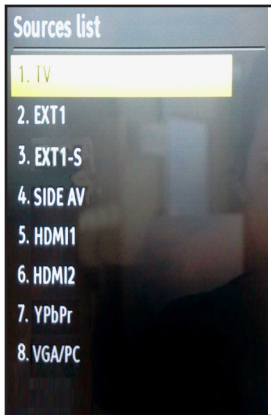 Sources list
1. TV
2. EXT1
3. EXT1-S
4. SIDE AV
5. HDMI1
6. HDMI2
7. YPbPr
8. VGA/PC